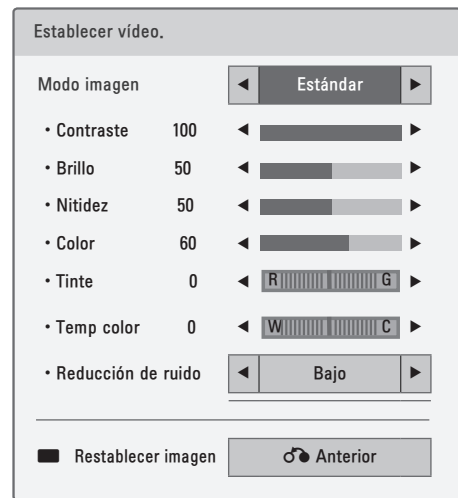 Establecer vídeo.
Modo imagen ◀ Estándar ▶
• Contraste 100 ◀ ▶
• Brillo 50 ◀ ▶
• Nitidez 50 ◀ ▶
• Color 60 ◀ ▶
• Tinte 0 ◀ R G ▶
• Temp color 0 ◀ W C ▶
• Reducción de ruido ◀ Bajo ▶
Restablecer imagen Anterior